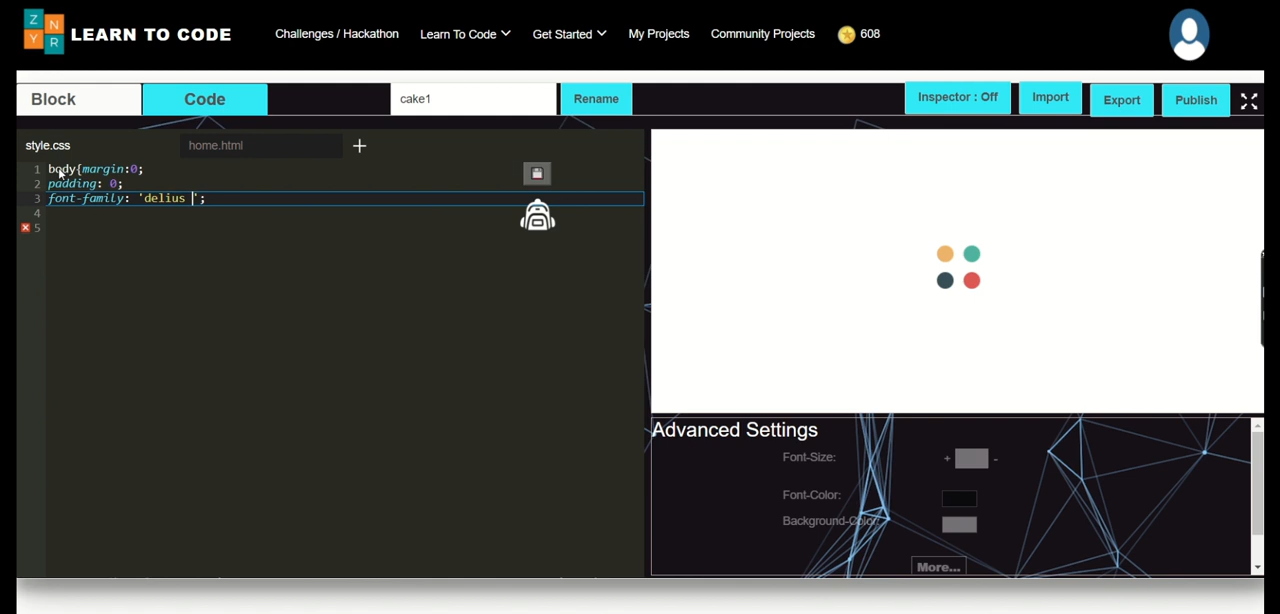 Z N
Y R
LEARN TO CODE
Challenges / Hackathon
Learn To Code
Get Started
My Projects
Community Projects
608
Block
Code
cake1
Rename
Inspector : Off
Import
Export
Publish
style.css
home.html
+
1 body{margin:0;
2 padding: 0;
3 font-family: 'delius ';
4
5
Advanced Settings
Font-Size:
+ -
Font-Color:
Background-Color:
More...